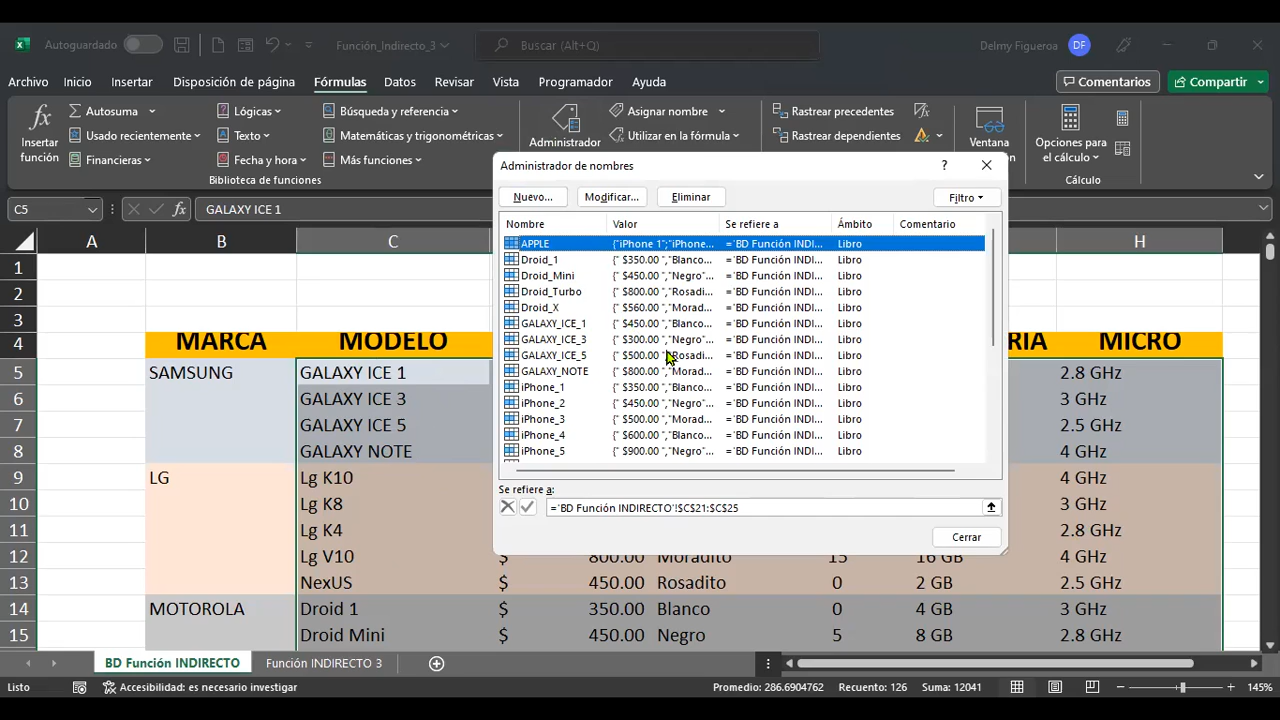 Autoguardado Función_Indirecto_3 Buscar (Alt+Q) Delmy Figueroa DF
Archivo Inicio Insertar Disposición de página Fórmulas Datos Revisar Vista Programador Ayuda Comentarios Compartir
fx Insertar función
Autosuma Lógicas Búsqueda y referencia
Usado recientemente Texto Matemáticas y trigonométricas
Financieras Fecha y hora Más funciones
Biblioteca de funciones
Administrador
Asignar nombre
Utilizar en la fórmula
Rastrear precedentes
Rastrear dependientes
Ventana
Opciones para el cálculo
Cálculo
C5 fx GALAXY ICE 1
Administrador de nombres ?
Nuevo... Modificar... Eliminar Filtro
Nombre Valor Se refiere a Ámbito Comentario
APPLE {"iPhone 1";"iPhone... ='BD Función INDI... Libro
Droid_1 {" $350.00 ","Blanco... ='BD Función INDI... Libro
Droid_Mini {" $450.00 ","Negro"... ='BD Función INDI... Libro
Droid_Turbo {" $800.00 ","Rosadi... ='BD Función INDI... Libro
Droid_X {" $560.00 ","Morad... ='BD Función INDI... Libro
GALAXY_ICE_1 {" $450.00 ","Blanco... ='BD Función INDI... Libro
GALAXY_ICE_3 {" $300.00 ","Negro"... ='BD Función INDI... Libro
GALAXY_ICE_5 {" $500.00 ","Rosadi... ='BD Función INDI... Libro
GALAXY_NOTE {" $800.00 ","Morad... ='BD Función INDI... Libro
iPhone_1 {" $350.00 ","Blanco... ='BD Función INDI... Libro
iPhone_2 {" $450.00 ","Negro"... ='BD Función INDI... Libro
iPhone_3 {" $500.00 ","Morad... ='BD Función INDI... Libro
iPhone_4 {" $600.00 ","Blanco... ='BD Función INDI... Libro
iPhone_5 {" $900.00 ","Negro"... ='BD Función INDI... Libro
Se refiere a:
='BD Función INDIRECTO'!$C$21:$C$25
Cerrar
A B C H
1
2
3
4 MARCA MODELO RIA MICRO
5 SAMSUNG GALAXY ICE 1 2.8 GHz
6 GALAXY ICE 3 3 GHz
7 GALAXY ICE 5 2.8 GHz
8 GALAXY NOTE 4 GHz
9 LG Lg K10 4 GHz
10 Lg K8 3 GHz
11 Lg K4 2.8 GHz
12 Lg V10 $ 800.00 Moradito 15 16 GB 4 GHz
13 NexUS $ 450.00 Rosadito 0 2 GB 2.5 GHz
14 MOTOROLA Droid 1 $ 350.00 Blanco 0 4 GB 3 GHz
15 Droid Mini $ 450.00 Negro 5 8 GB 2.8 GHz
BD Función INDIRECTO Función INDIRECTO 3
Listo Accesibilidad: es necesario investigar Promedio: 286.6904762 Recuento: 126 Suma: 12041 145%